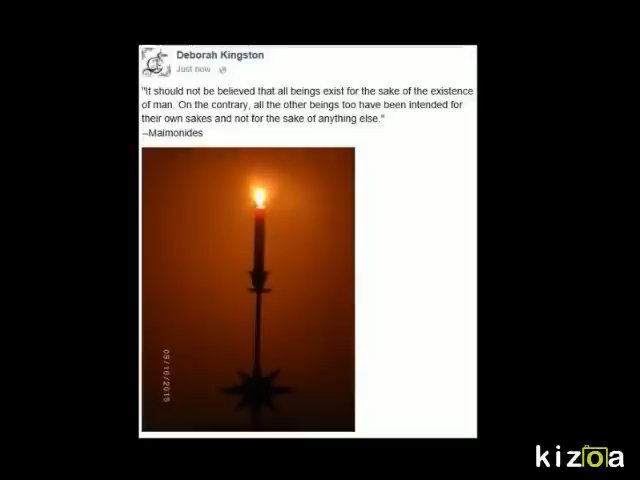 Deborah Kingston
Just now
"It should not be believed that all beings exist for the sake of the existence
of man. On the contrary, all the other beings too have been intended for
their own sakes and not for the sake of anything else."
--Maimonides
09/10/2015
kizoa